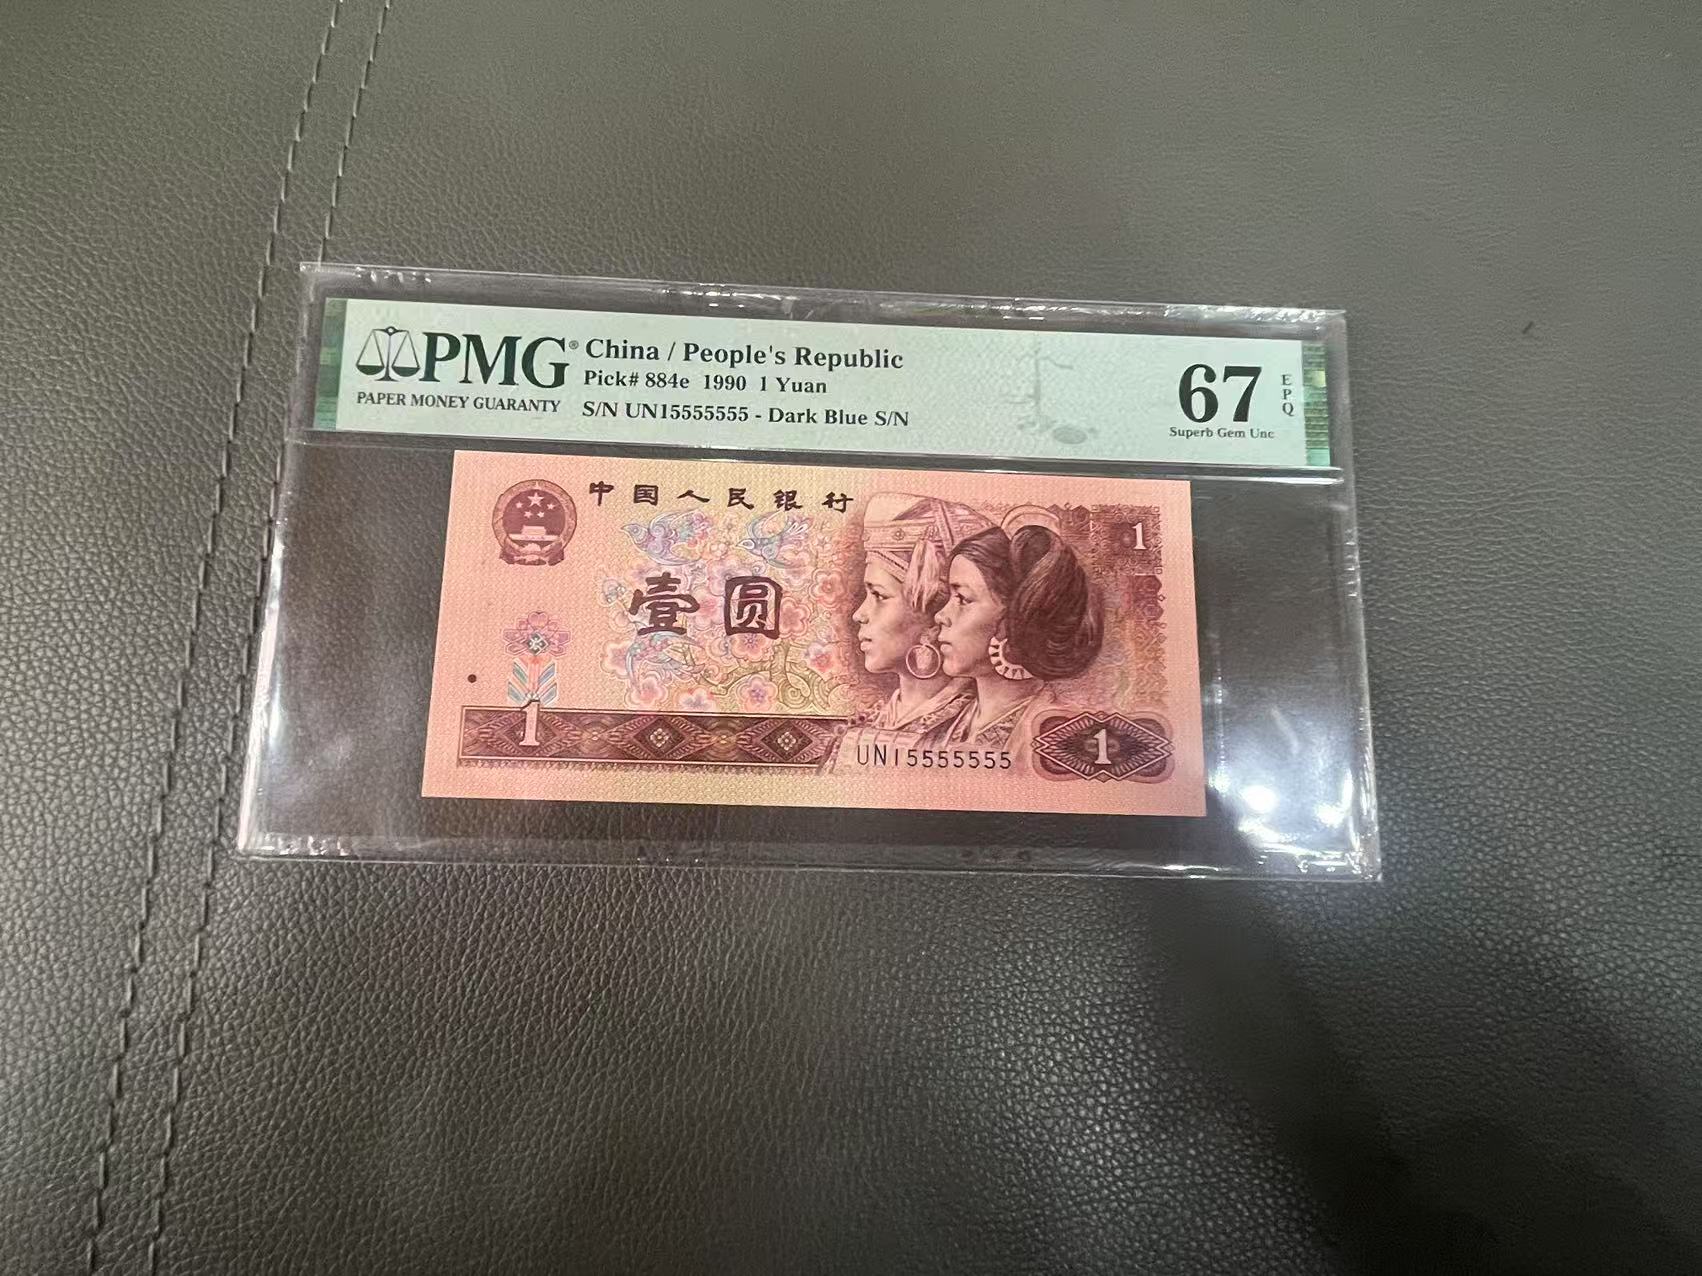 PMG® China / People's Republic
Pick# 884e 1990 1 Yuan
PAPER MONEY GUARANTY
S/N UN15555555 - Dark Blue S/N
67
EPQ
Superb Gem Unc
中国人民银行
1
壹圆
1
UN15555555
1